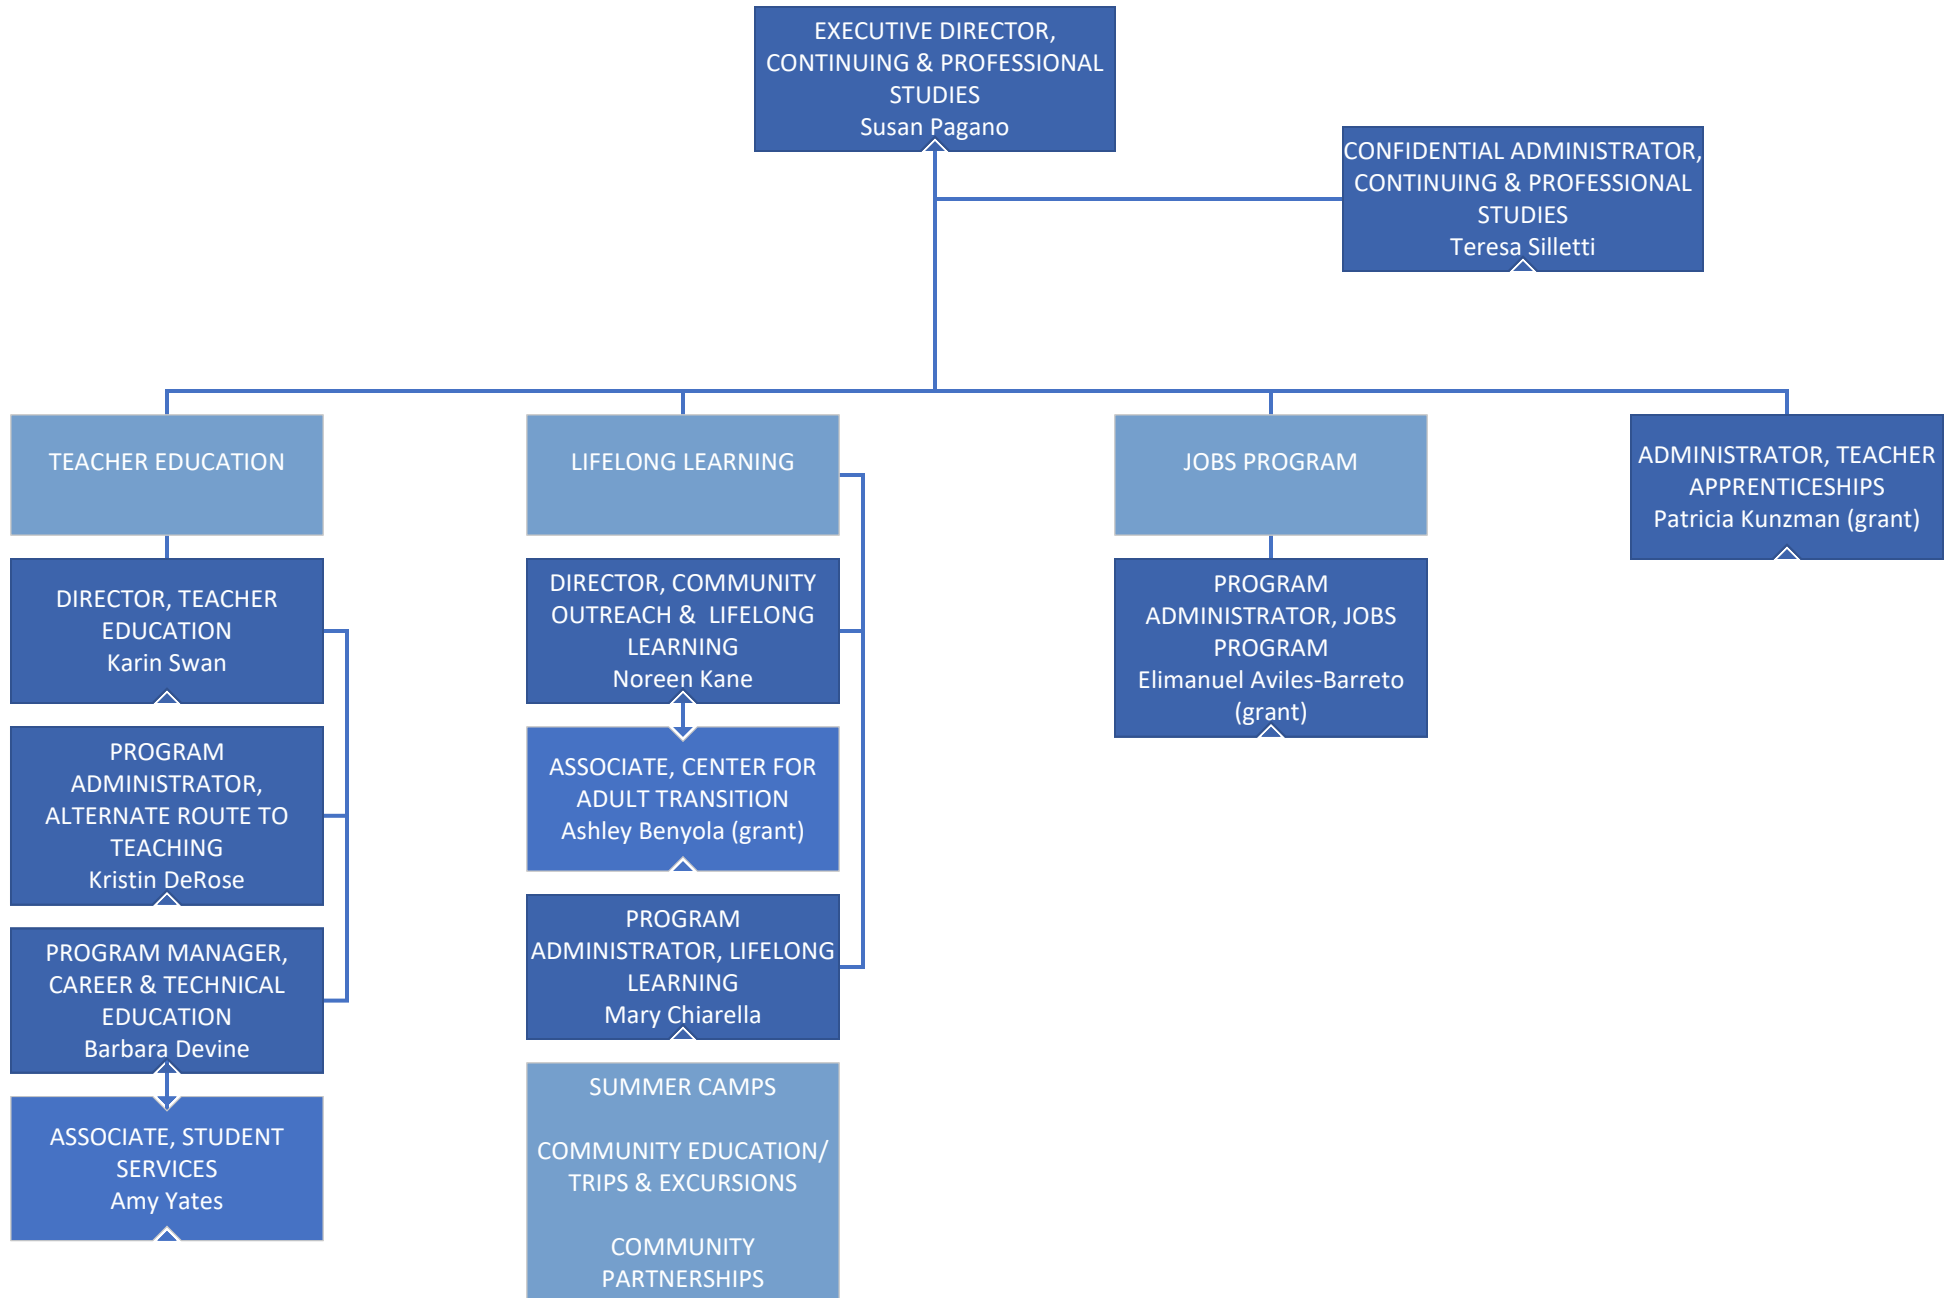 EXECUTIVE DIRECTOR,
CONTINUING & PROFESSIONAL
STUDIES
Susan Pagano
CONFIDENTIAL ADMINISTRATOR,
CONTINUING & PROFESSIONAL
STUDIES
Teresa Silletti
TEACHER EDUCATION
DIRECTOR, TEACHER
EDUCATION
Karin Swan
PROGRAM
ADMINISTRATOR,
ALTERNATE ROUTE TO
TEACHING
Kristin DeRose
PROGRAM MANAGER,
CAREER & TECHNICAL
EDUCATION
Barbara Devine
ASSOCIATE, STUDENT
SERVICES
Amy Yates
LIFELONG LEARNING
DIRECTOR, COMMUNITY
OUTREACH & LIFELONG
LEARNING
Noreen Kane
ASSOCIATE, CENTER FOR
ADULT TRANSITION
Ashley Benyola (grant)
PROGRAM
ADMINISTRATOR, LIFELONG
LEARNING
Mary Chiarella
SUMMER CAMPS
COMMUNITY EDUCATION/
TRIPS & EXCURSIONS
COMMUNITY
PARTNERSHIPS
JOBS PROGRAM
PROGRAM
ADMINISTRATOR, JOBS
PROGRAM
Elimanuel Aviles-Barreto
(grant)
ADMINISTRATOR, TEACHER
APPRENTICESHIPS
Patricia Kunzman (grant)